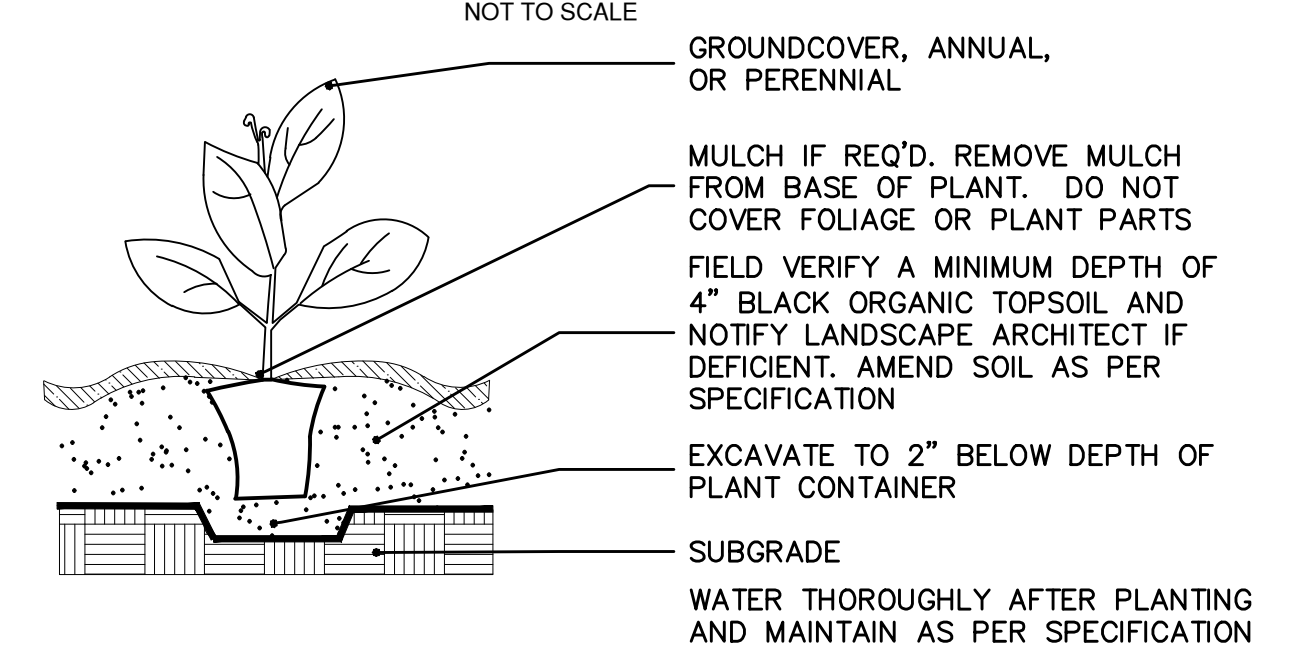 NOT TO SCALE
GROUNDCOVER, ANNUAL,
OR PERENNIAL
MULCH IF REQ'D. REMOVE MULCH
FROM BASE OF PLANT. DO NOT
COVER FOLIAGE OR PLANT PARTS
FIELD VERIFY A MINIMUM DEPTH OF
4" BLACK ORGANIC TOPSOIL AND
NOTIFY LANDSCAPE ARCHITECT IF
DEFICIENT. AMEND SOIL AS PER
SPECIFICATION
EXCAVATE TO 2" BELOW DEPTH OF
PLANT CONTAINER
SUBGRADE
WATER THOROUGHLY AFTER PLANTING
AND MAINTAIN AS PER SPECIFICATION